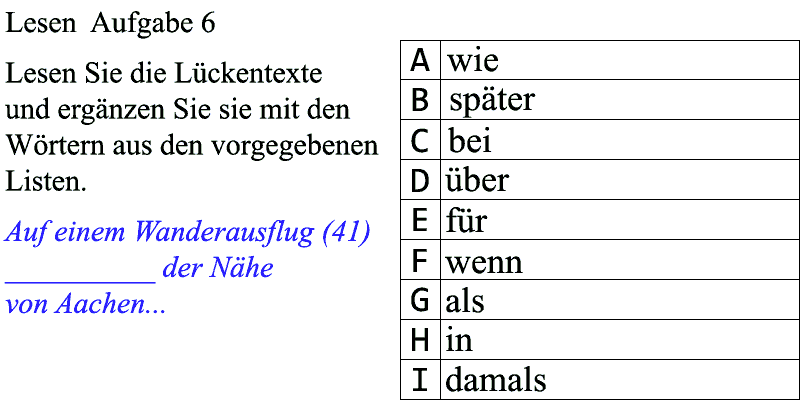 Lesen Aufgabe 6
Lesen Sie die Lückentexte
und ergänzen Sie sie mit den
Wörtern aus den vorgegebenen
Listen.
Auf einem Wanderausflug (41)
__________ der Nähe
von Aachen...
A wie
B später
C bei
D über
E für
F wenn
G als
H in
I damals